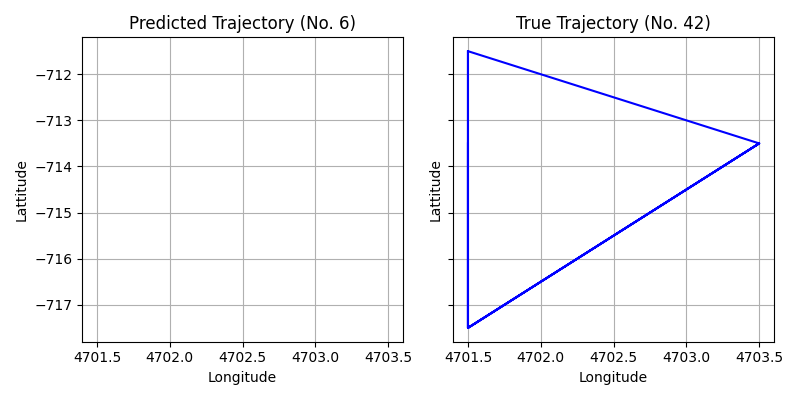 Predicted Trajectory (No. 6)
True Trajectory (No. 42)
Lattitude
−712
−713
−714
−715
−716
−717
4701.5 4702.0 4702.5 4703.0 4703.5
Longitude
Lattitude
4701.5 4702.0 4702.5 4703.0 4703.5
Longitude